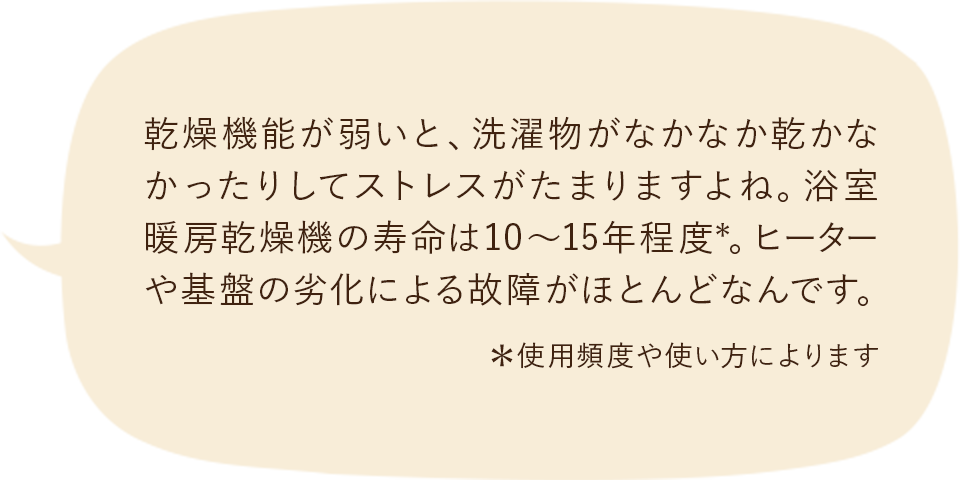 乾燥機能が弱いと、洗濯物がなかなか乾かな
かったりしてストレスがたまりますよね。浴室
暖房乾燥機の寿命は10〜15年程度*。ヒーター
や基盤の劣化による故障がほとんどなんです。
＊使用頻度や使い方によります